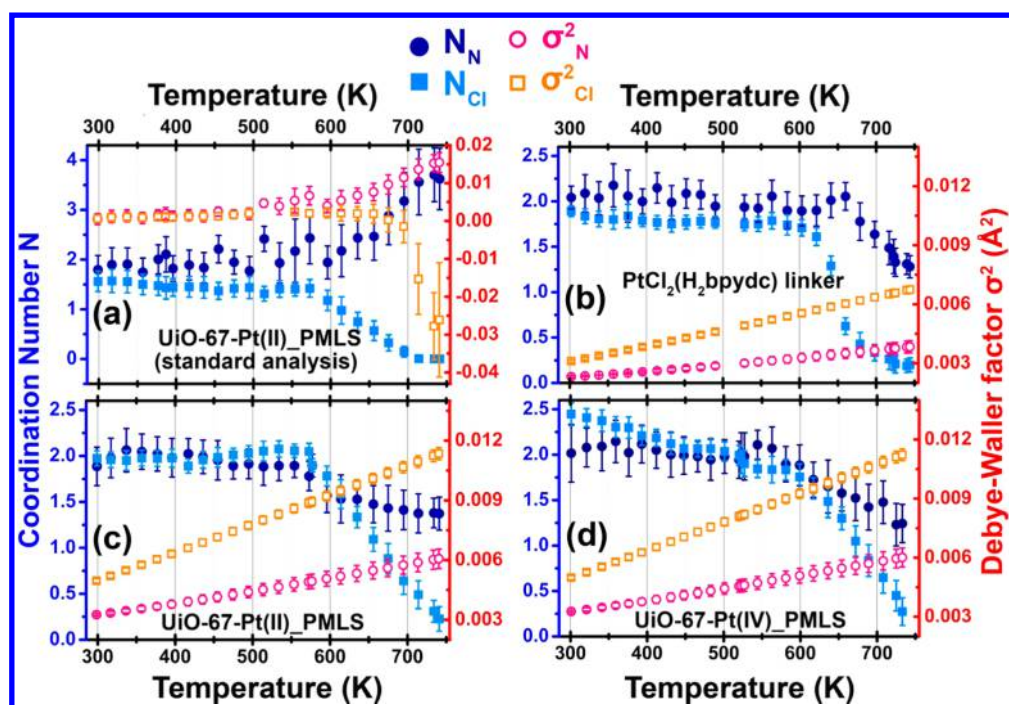 N_N σ²_N
N_Cl σ²_Cl
Temperature (K) Temperature (K)
300 400 500 600 700 300 400 500 600 700
4 3 2 1 0
0.02 0.01 0.00 -0.01 -0.02 -0.03 -0.04
(a)
UiO-67-Pt(II)_PMLS
(standard analysis)
2.5 2.0 1.5 1.0 0.5 0.0
0.012 0.009 0.006 0.003
(b)
PtCl₂(H₂bpydc) linker
Coordination Number N
Debye-Waller factor σ² (Å²)
2.5 2.0 1.5 1.0 0.5 0.0
0.012 0.009 0.006 0.003
(c)
UiO-67-Pt(II)_PMLS
2.5 2.0 1.5 1.0 0.5 0.0
0.012 0.009 0.006 0.003
(d)
UiO-67-Pt(IV)_PMLS
300 400 500 600 700 300 400 500 600 700
Temperature (K) Temperature (K)